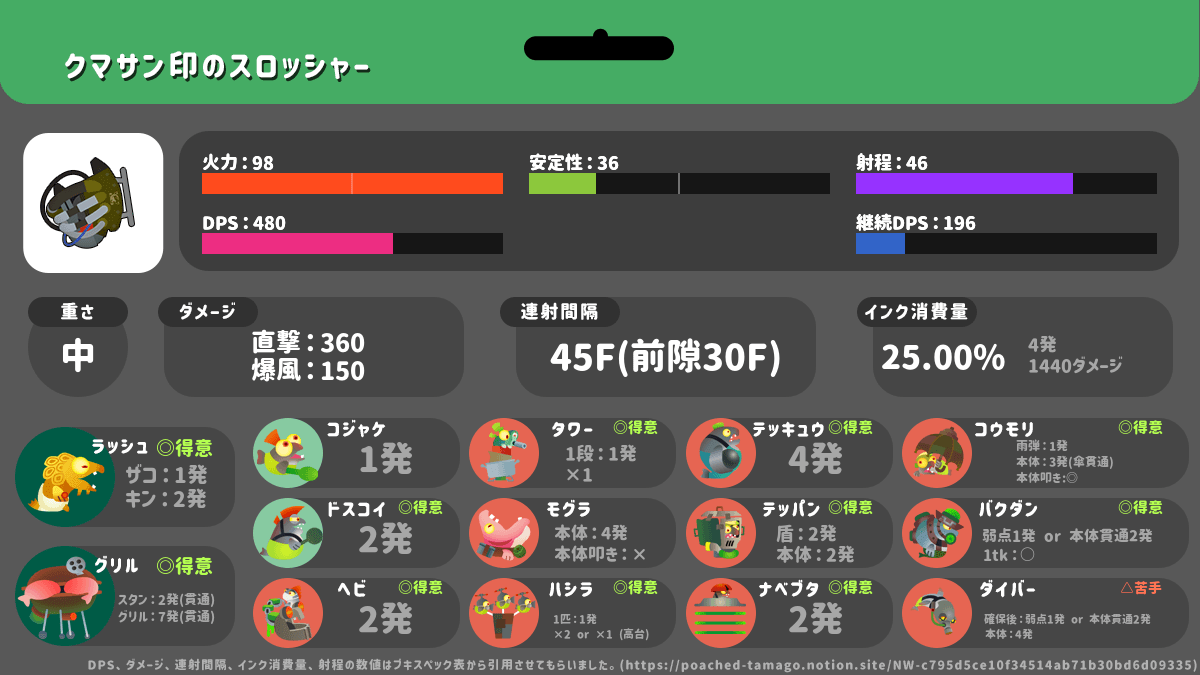 クマサン印のスロッシャー
火力：98
安定性：36
射程：46
DPS：480
継続DPS：196
重さ
中
ダメージ
直撃：360
爆風：150
連射間隔
45F(前隙30F)
インク消費量
25.00%
4発
1440ダメージ
ラッシュ ◎得意
ザコ：1発
キン：2発
グリル ◎得意
スタン：2発(貫通)
グリル：7発(貫通)
コジャケ
1発
タワー ◎得意
1段：1発
×1
テッキュウ ◎得意
4発
コウモリ ◎得意
雨弾：1発
本体：3発(傘貫通)
本体叩き:◎
ドスコイ ◎得意
2発
モグラ
本体：4発
本体叩き：×
テッパン ◎得意
盾：2発
本体：2発
バクダン ◎得意
弱点1発 or 本体貫通2発
1tk：〇
ヘビ ◎得意
2発
ハシラ ◎得意
1匹：1発
×2 or ×1 (高台)
ナベブタ ◎得意
2発
ダイバー △苦手
確保後：弱点1発 or 本体貫通2発
本体：4発
DPS、ダメージ、連射間隔、インク消費量、射程の数値はブキスペック表から引用させてもらいました。(https://poached-tamago.notion.site/NW-c795d5ce10f34514ab71b30bd6d09335)